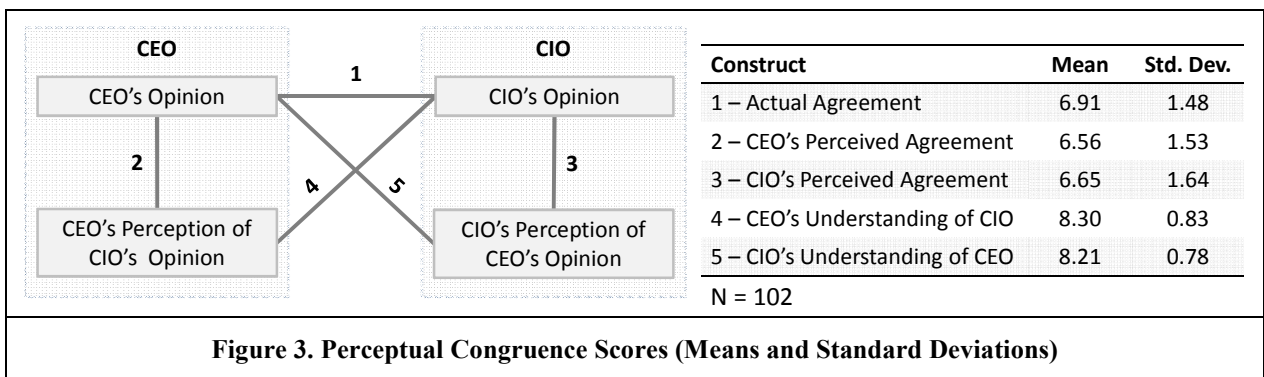 CEO
CIO
1
CEO’s Opinion
CIO’s Opinion
2
3
4
5
CEO’s Perception of
CIO’s Opinion
CIO’s Perception of
CEO’s Opinion
Construct Mean Std. Dev.
1 – Actual Agreement 6.91 1.48
2 – CEO’s Perceived Agreement 6.56 1.53
3 – CIO’s Perceived Agreement 6.65 1.64
4 – CEO’s Understanding of CIO 8.30 0.83
5 – CIO’s Understanding of CEO 8.21 0.78
N = 102
Figure 3. Perceptual Congruence Scores (Means and Standard Deviations)